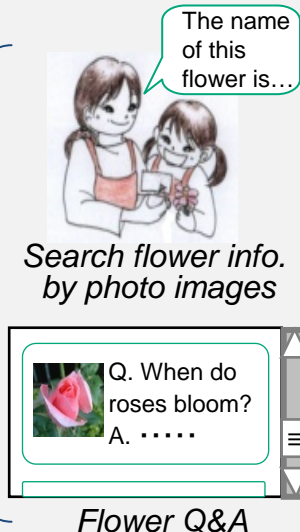 The name
of this
flower is…
Search flower info.
by photo images
Q. When do
roses bloom?
A. ･････
Flower Q&A